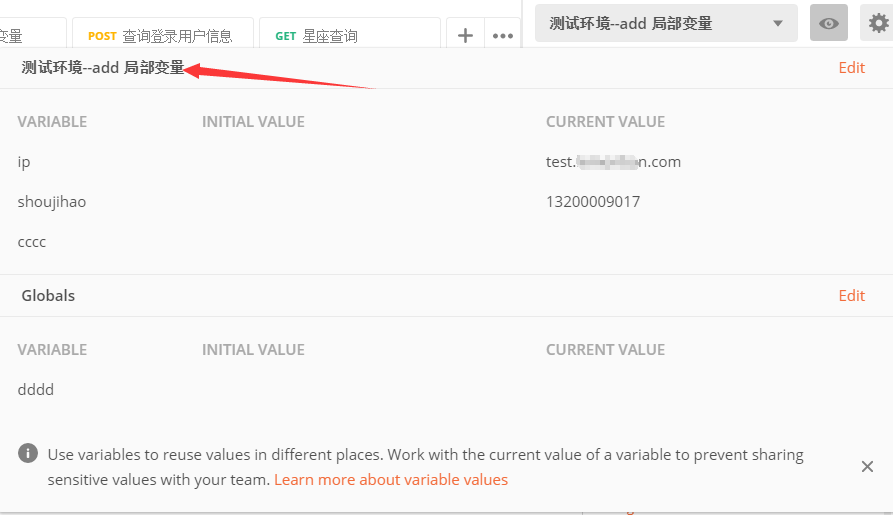 变量 POST 查询登录用户信息 GET 星座查询 + ••• 测试环境--add 局部变量
测试环境--add 局部变量 Edit
VARIABLE INITIAL VALUE CURRENT VALUE
ip test. n.com
shoujihao 13200009017
cccc
Globals Edit
VARIABLE INITIAL VALUE CURRENT VALUE
dddd
Use variables to reuse values in different places. Work with the current value of a variable to prevent sharing
sensitive values with your team. Learn more about variable values